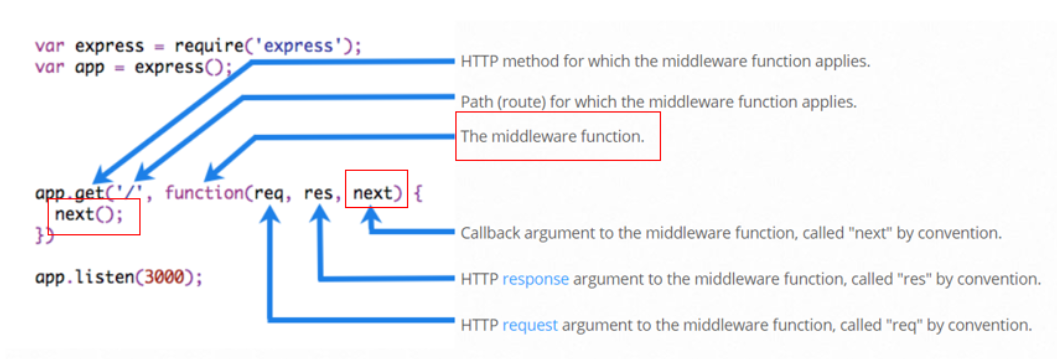 var express = require('express');
var app = express();
HTTP method for which the middleware function applies.
Path (route) for which the middleware function applies.
The middleware function.
app.get('/', function(req, res, next) {
next();
})
Callback argument to the middleware function, called "next" by convention.
app.listen(3000);
HTTP response argument to the middleware function, called "res" by convention.
HTTP request argument to the middleware function, called "req" by convention.